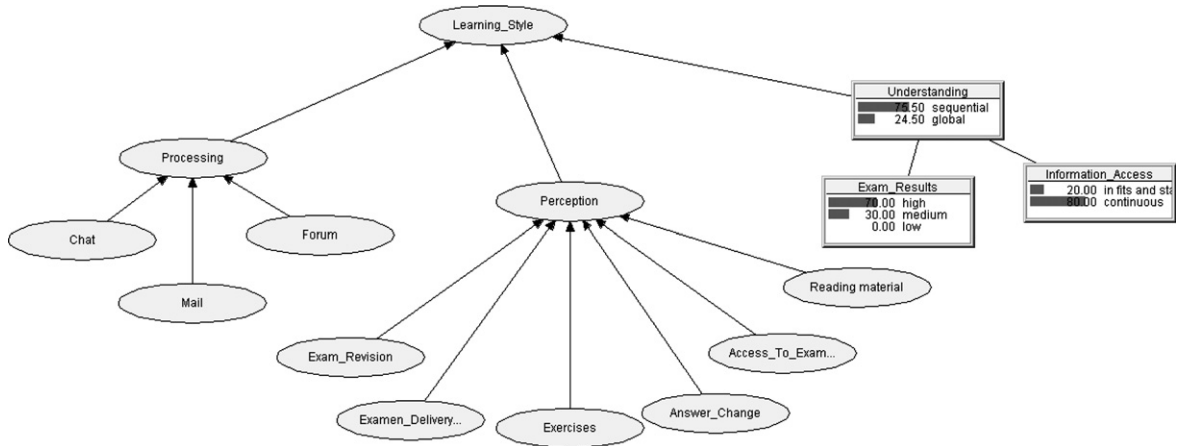 Learning_Style
Understanding
75.50 sequential
24.50 global
Processing
Information_Access
20.00 in fits and sta
80.00 continuous
Exam_Results
70.00 high
30.00 medium
0.00 low
Perception
Chat
Forum
Mail
Reading material
Exam_Revision
Access_To_Exam...
Examen_Delivery...
Exercises
Answer_Change